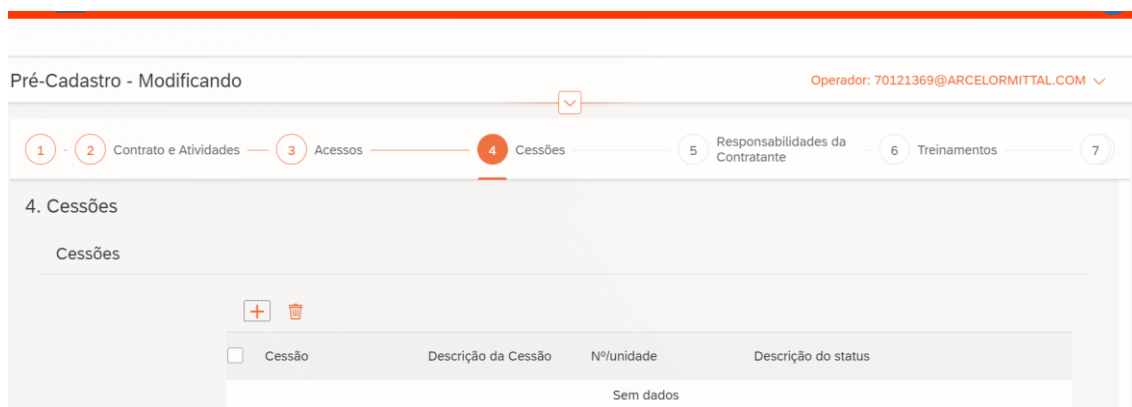 Pré-Cadastro - Modificando
Operador: 70121369@ARCELORMITTAL.COM
1 - 2 Contrato e Atividades 3 Acessos 4 Cessões 5 Responsabilidades da Contratante 6 Treinamentos 7
4. Cessões
Cessões
Cessão Descrição da Cessão Nº/unidade Descrição do status
Sem dados